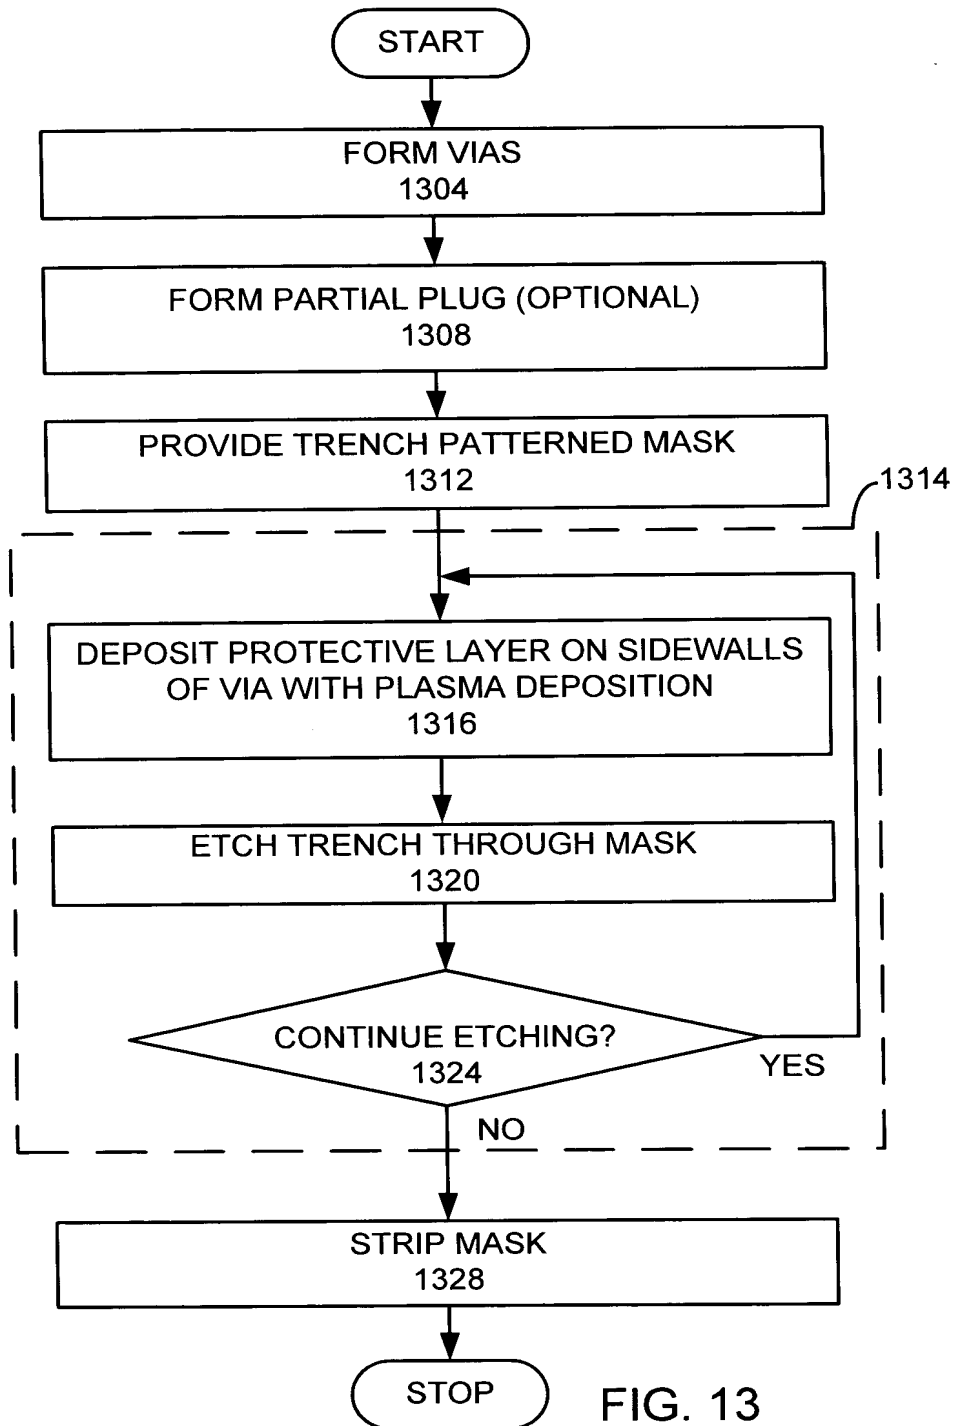 START
FORM VIAS
1304
FORM PARTIAL PLUG (OPTIONAL)
1308
PROVIDE TRENCH PATTERNED MASK
1312
1314
DEPOSIT PROTECTIVE LAYER ON SIDEWALLS
OF VIA WITH PLASMA DEPOSITION
1316
ETCH TRENCH THROUGH MASK
1320
CONTINUE ETCHING?
1324
YES
NO
STRIP MASK
1328
STOP
FIG. 13